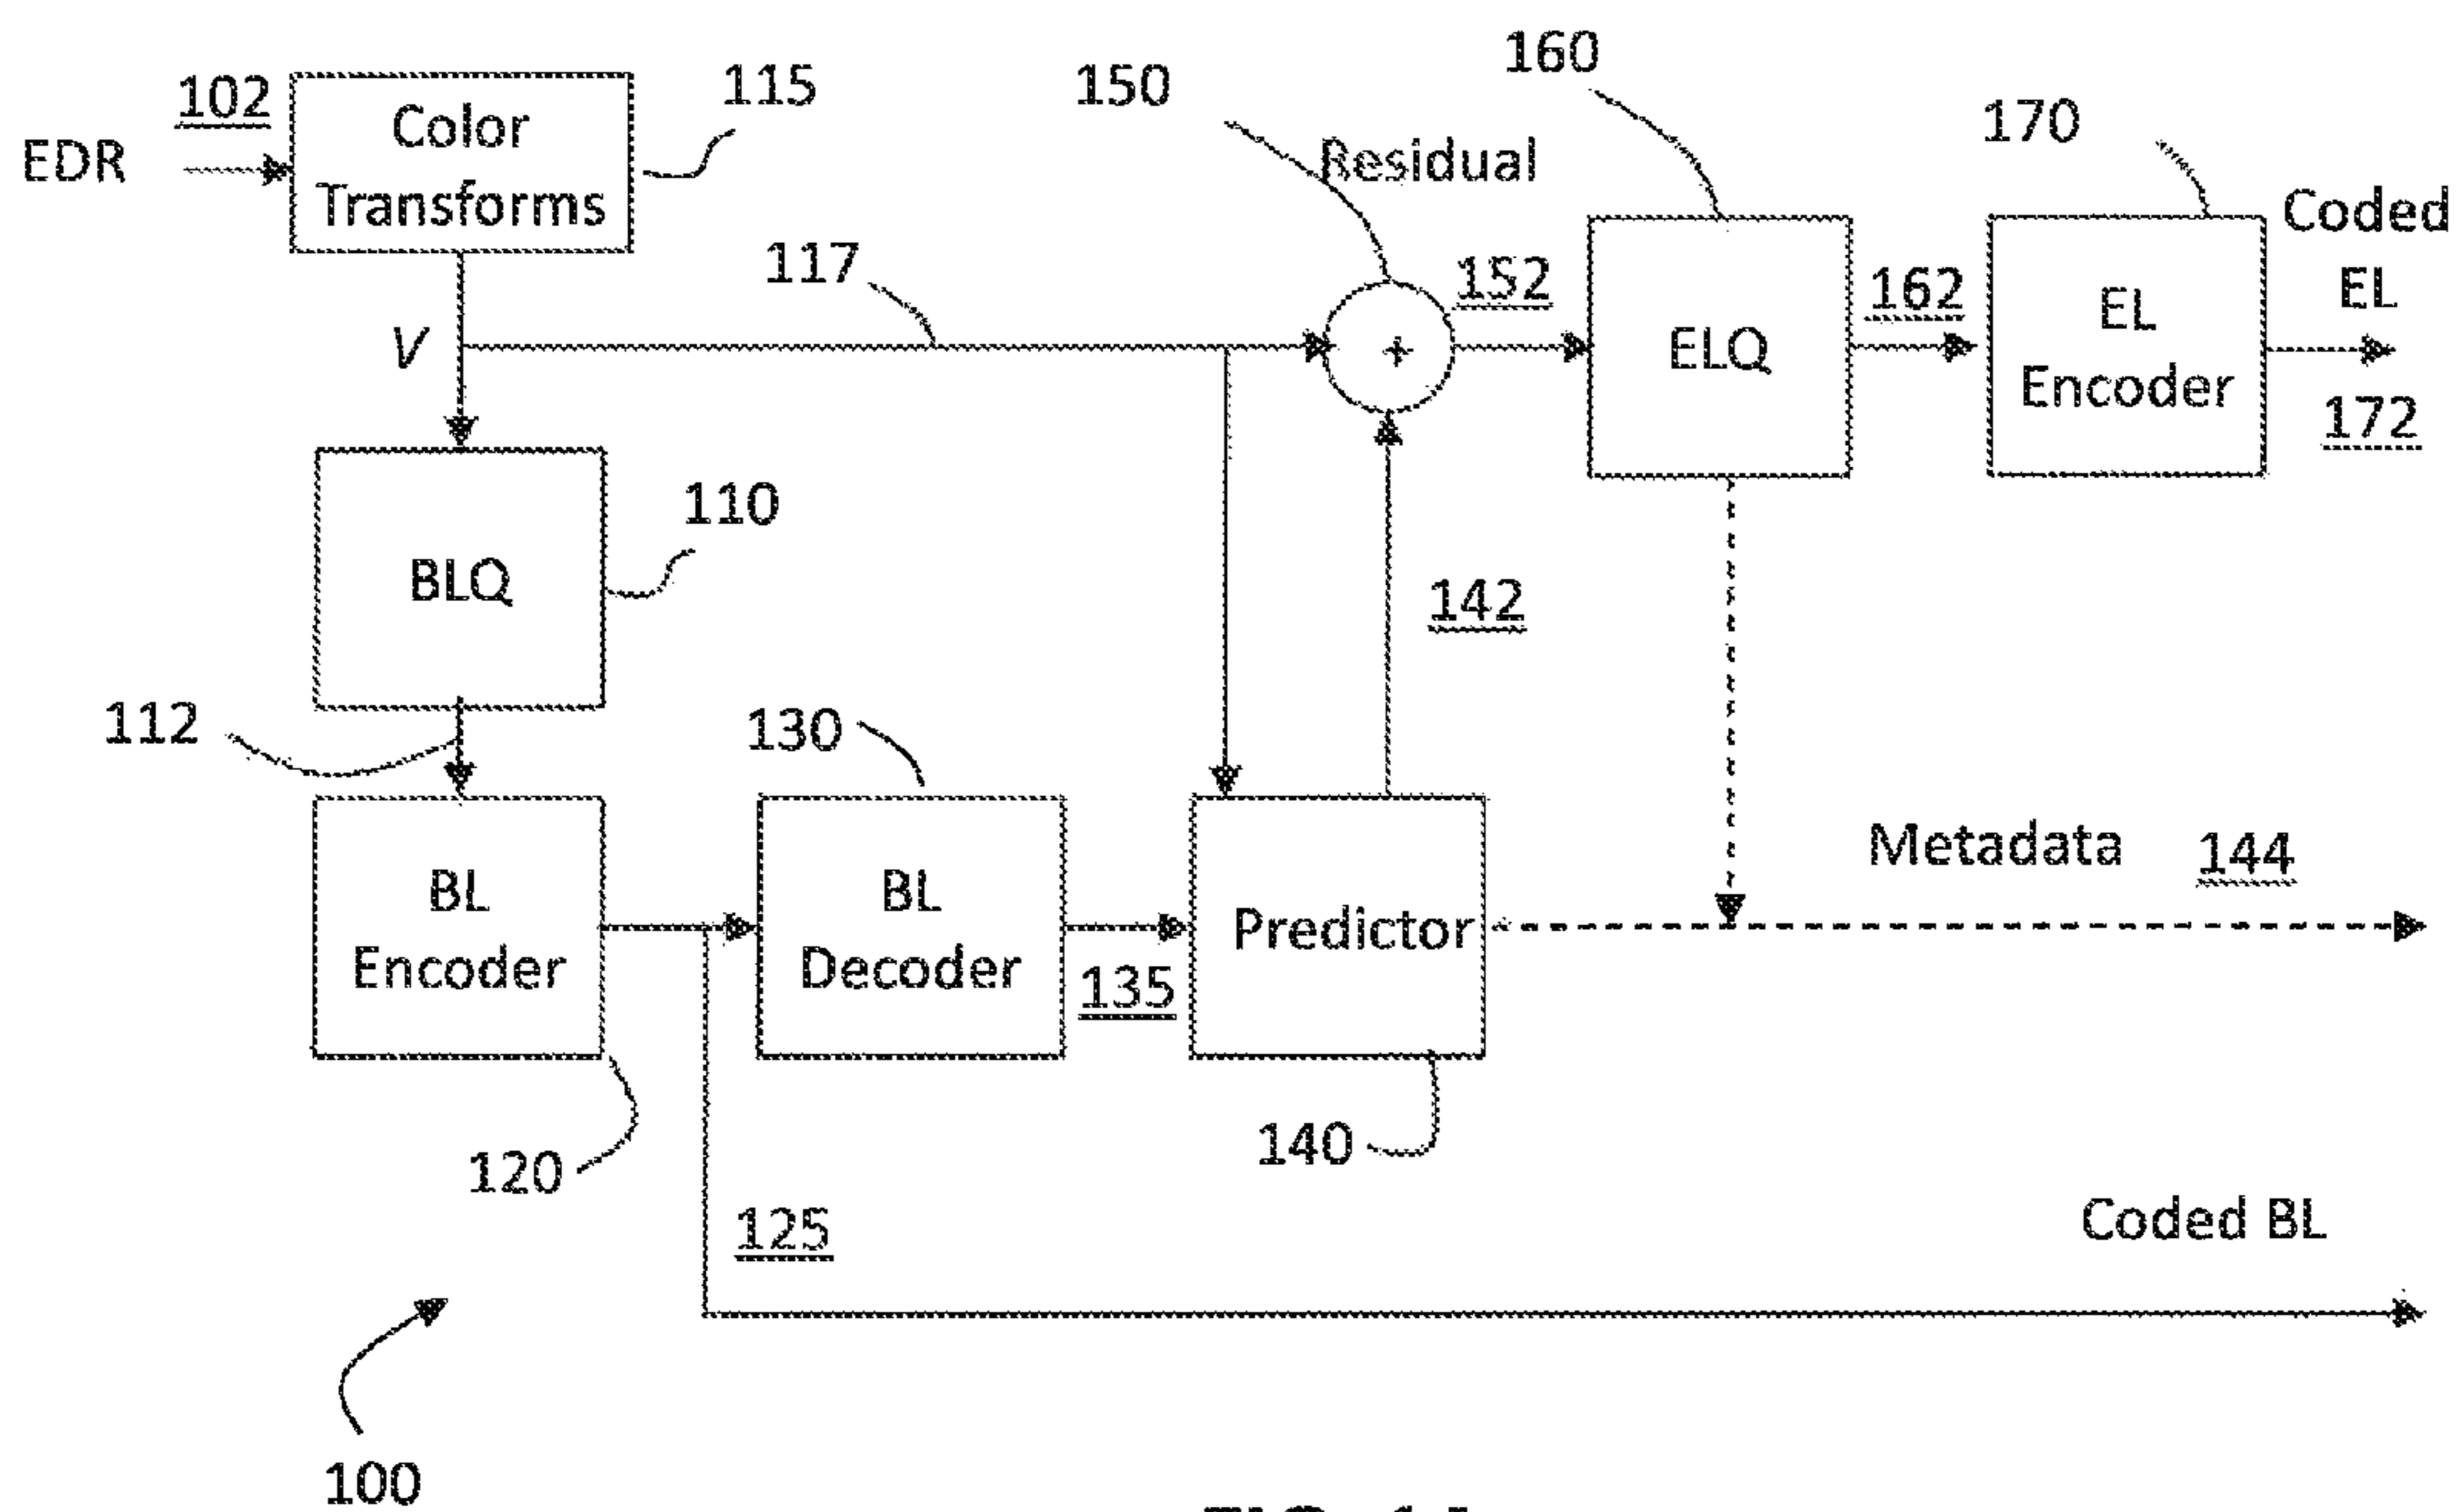 102
EDR
Color
Transforms
115
150
Residual
160
170
Coded
EL
172
117
V
152
ELQ
162
EL
Encoder
BLQ
110
142
112
130
Metadata
144
BL
Encoder
BL
Decoder
135
Predictor
120
140
125
Coded BL
100